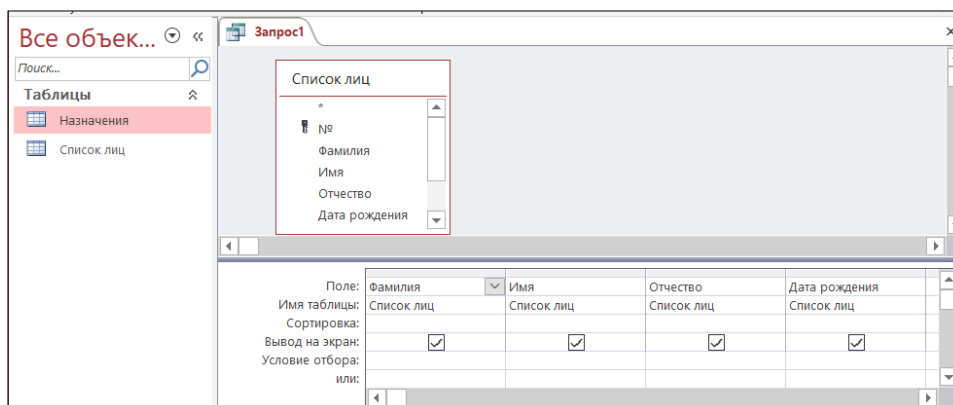 Все объек...
Поиск...
Таблицы
Назначения
Список лиц
Запрос1
Список лиц
*
№
Фамилия
Имя
Отчество
Дата рождения
Поле: Фамилия Имя Отчество Дата рождения
Имя таблицы: Список лиц Список лиц Список лиц Список лиц
Сортировка:
Вывод на экран:
Условие отбора:
или: